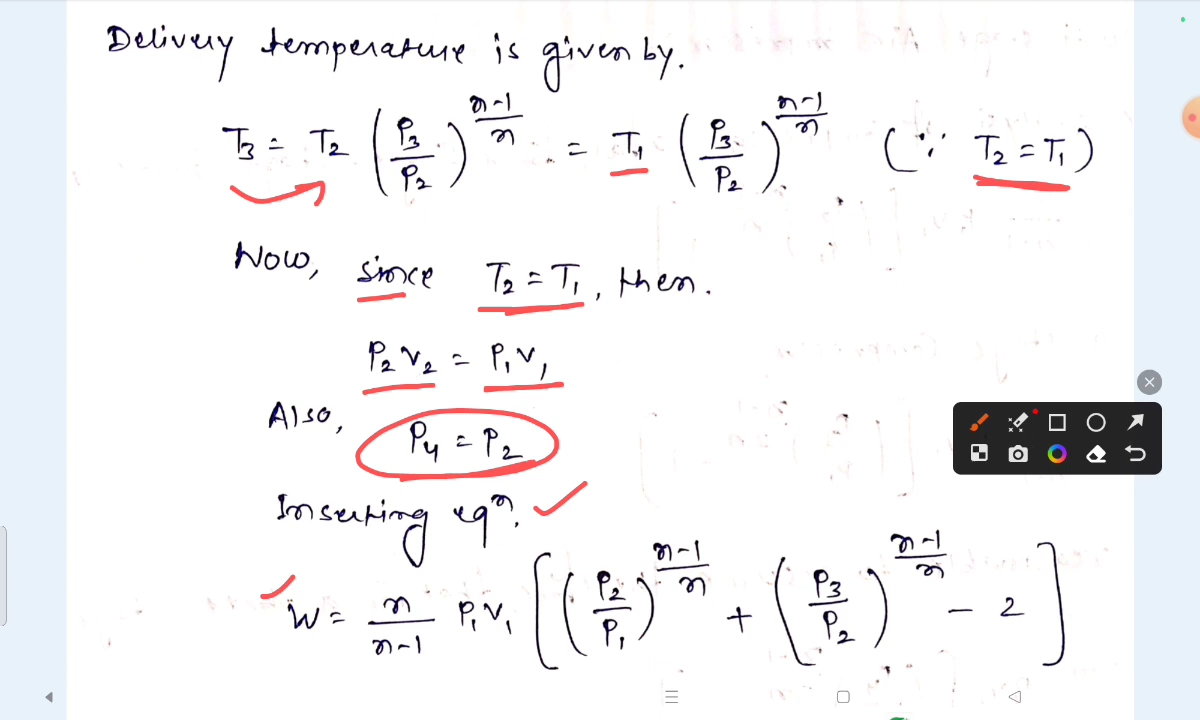 Delivery temperature is given by.
T₃ = T₂ (P₃/P₂)^((n-1)/n) = T₁ (P₃/P₂)^((n-1)/n) (∵ T₂ = T₁)
Now, since T₂ = T₁, then.
P₂V₂ = P₁V₁
Also,
P₄ = P₂
Inserting eqⁿ.
W = n/(n-1) P₁V₁ [(P₂/P₁)^((n-1)/n) + (P₃/P₂)^((n-1)/n) - 2]